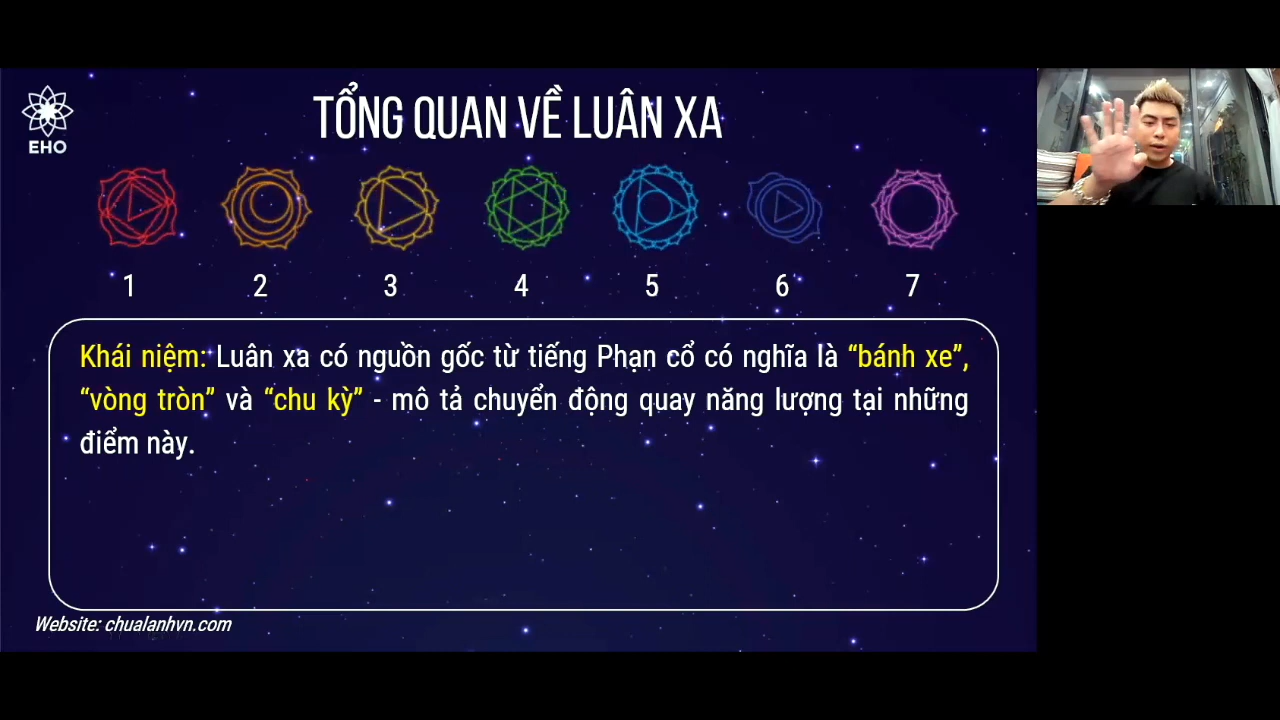 TỔNG QUAN VỀ LUÂN XA
EHO
1 2 3 4 5 6 7
Khái niệm: Luân xa có nguồn gốc từ tiếng Phạn cổ có nghĩa là “bánh xe”,
“vòng tròn” và “chu kỳ” - mô tả chuyển động quay năng lượng tại những
điểm này.
Website: chualanhvn.com